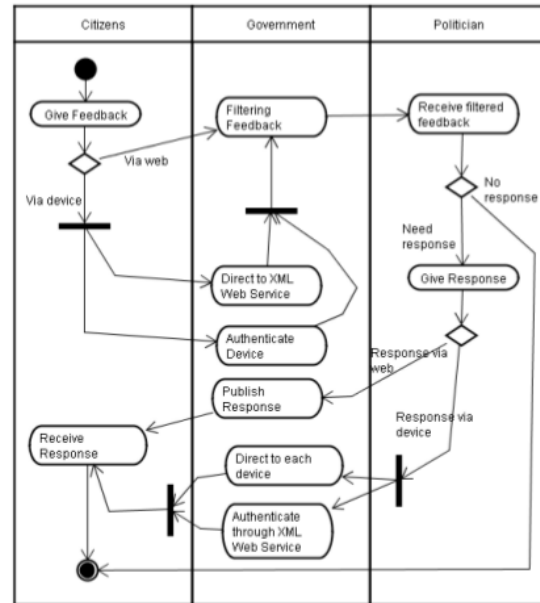 Citizens
Government
Politician
Give Feedback
Filtering
Feedback
Receive filtered
feedback
Via web
No
response
Via device
Need
response
Direct to XML
Web Service
Give Response
Authenticate
Device
Response via
web
Publish
Response
Response via
device
Receive
Response
Direct to each
device
Authenticate
through XML
Web Service